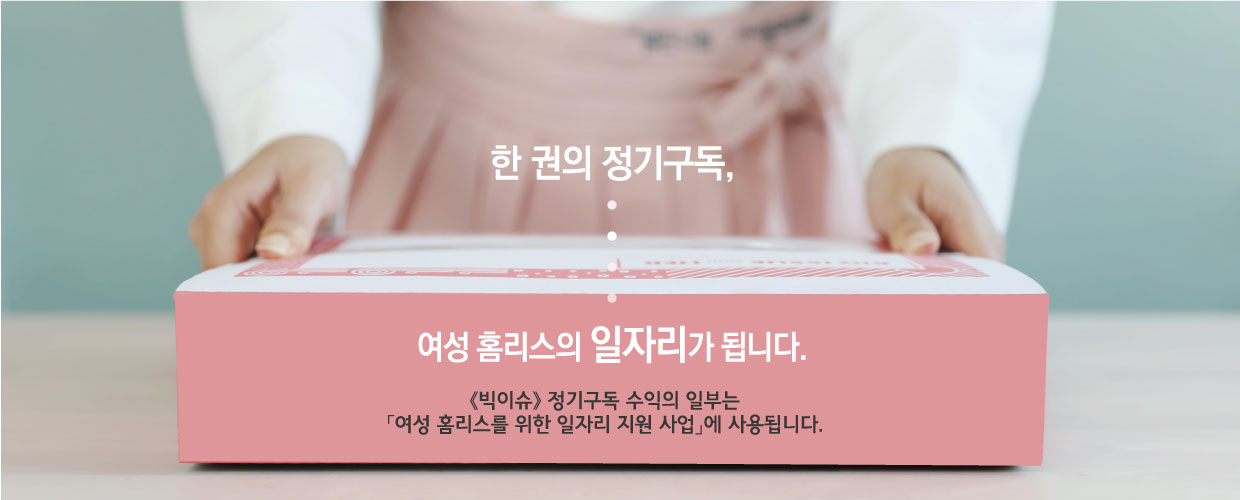 한 권의 정기구독,
여성 홈리스의 일자리가 됩니다.
《빅이슈》 정기구독 수익의 일부는
「여성 홈리스를 위한 일자리 지원 사업」에 사용됩니다.